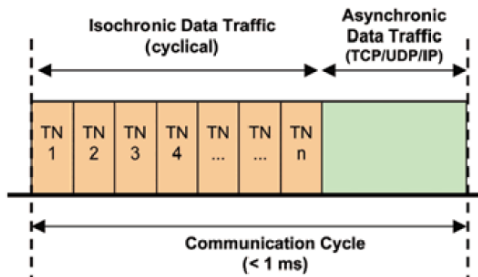 Isochronic Data Traffic
(cyclical)
Asynchronic
Data Traffic
(TCP/UDP/IP)
TN TN TN TN TN TN TN
1 2 3 4 ... ... n
Communication Cycle
(< 1 ms)